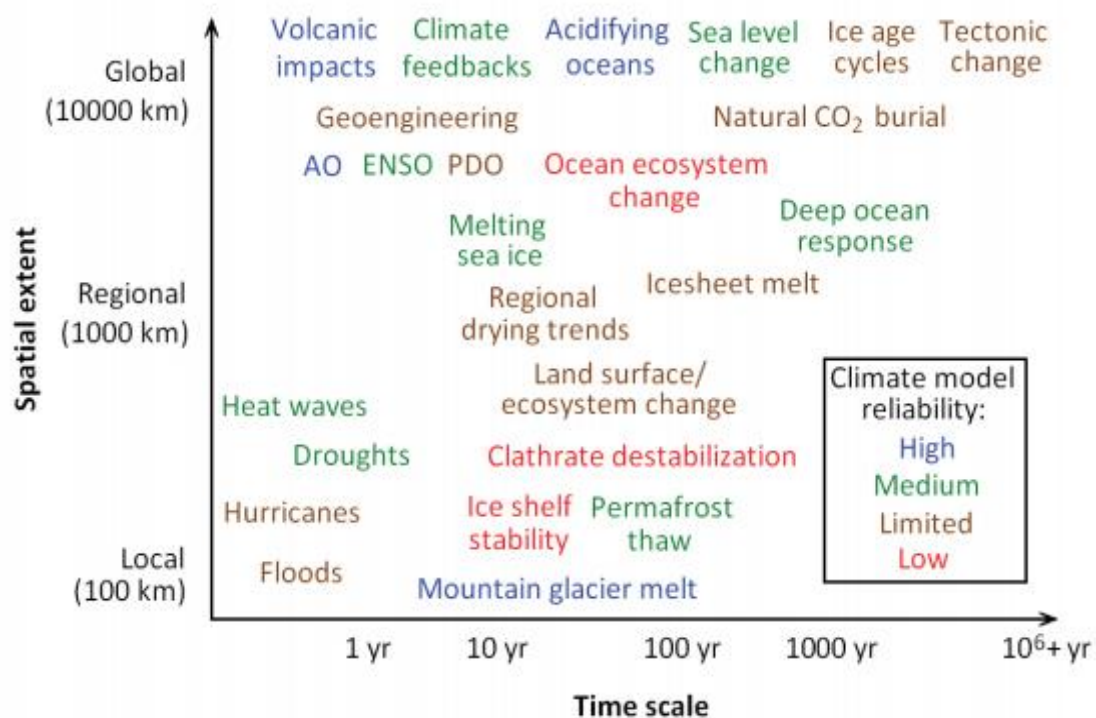 Volcanic impacts
Climate feedbacks
Acidifying oceans
Sea level change
Ice age cycles
Tectonic change
Global
(10000 km)
Geoengineering
Natural CO₂ burial
AO
ENSO
PDO
Ocean ecosystem
change
Melting
sea ice
Deep ocean
response
Spatial extent
Regional
(1000 km)
Icesheet melt
Regional
drying trends
Land surface/
ecosystem change
Heat waves
Droughts
Clathrate destabilization
Hurricanes
Ice shelf
stability
Permafrost
thaw
Local
(100 km)
Floods
Mountain glacier melt
Climate model
reliability:
High
Medium
Limited
Low
1 yr
10 yr
100 yr
1000 yr
10⁶+ yr
Time scale